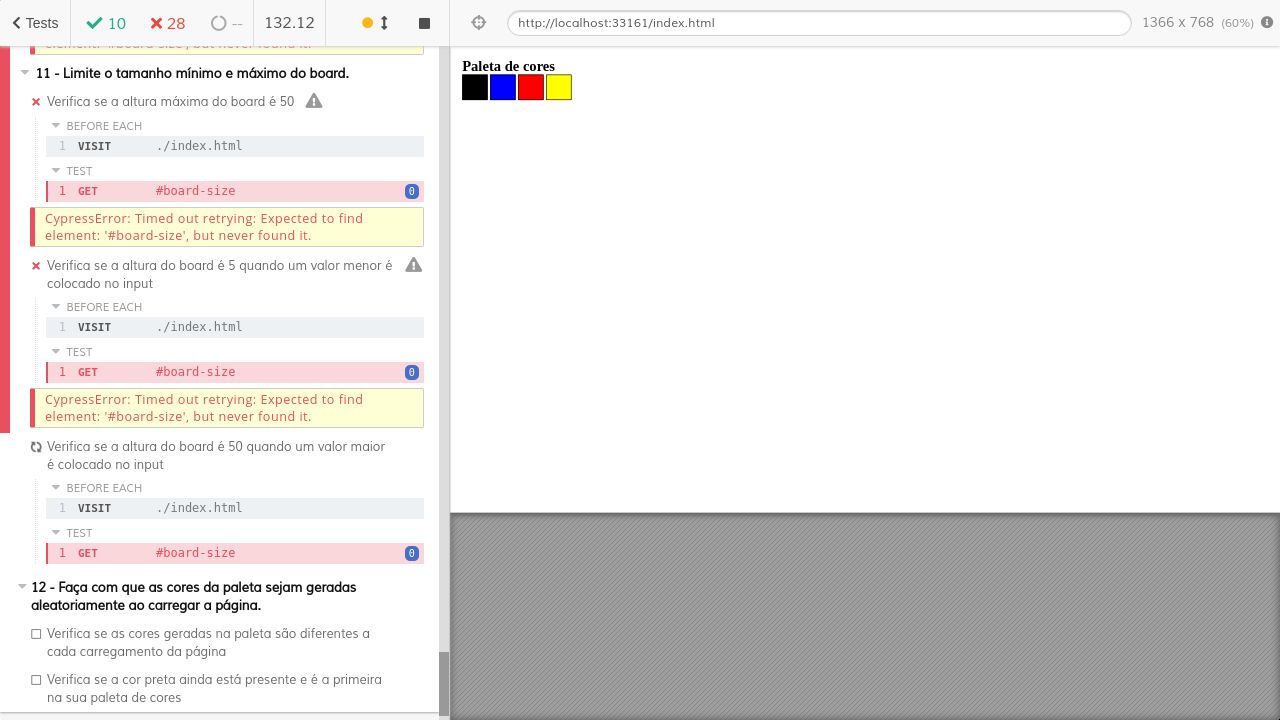 Tests
10
28
--
132.12
http://localhost:33161/index.html
1366 x 768 (60%)
element: '#board-size', but never found it.
11 - Limite o tamanho mínimo e máximo do board.
Verifica se a altura máxima do board é 50
BEFORE EACH
1 VISIT ./index.html
TEST
1 GET #board-size 0
CypressError: Timed out retrying: Expected to find
element: '#board-size', but never found it.
Verifica se a altura do board é 5 quando um valor menor é
colocado no input
BEFORE EACH
1 VISIT ./index.html
TEST
1 GET #board-size 0
CypressError: Timed out retrying: Expected to find
element: '#board-size', but never found it.
Verifica se a altura do board é 50 quando um valor maior
é colocado no input
BEFORE EACH
1 VISIT ./index.html
TEST
1 GET #board-size 0
12 - Faça com que as cores da paleta sejam geradas
aleatoriamente ao carregar a página.
Verifica se as cores geradas na paleta são diferentes a
cada carregamento da página
Verifica se a cor preta ainda está presente e é a primeira
na sua paleta de cores
Paleta de cores